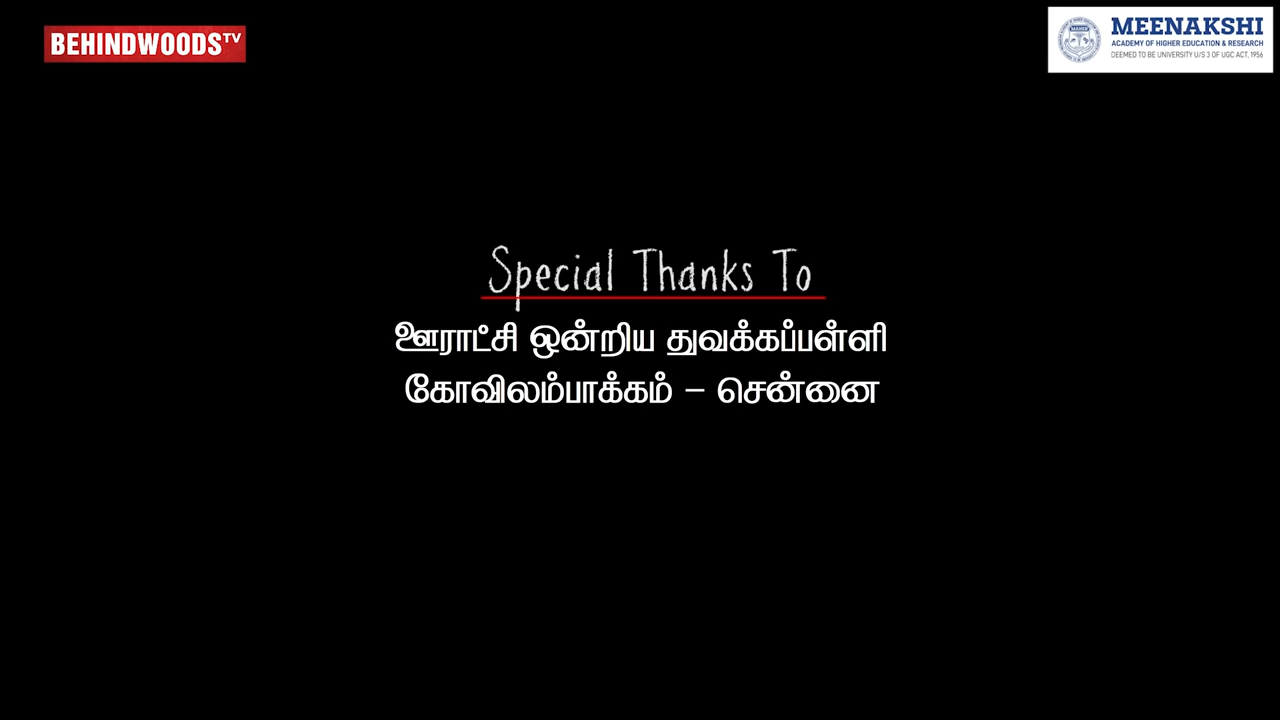 BEHINDWOODS TV
MEENAKSHI
ACADEMY OF HIGHER EDUCATION & RESEARCH
DEEMED TO BE UNIVERSITY U/S 3 OF UGC ACT, 1956
Special Thanks To
ஊராட்சி ஒன்றிய துவக்கப்பள்ளி
கோவிலம்பாக்கம் – சென்னை